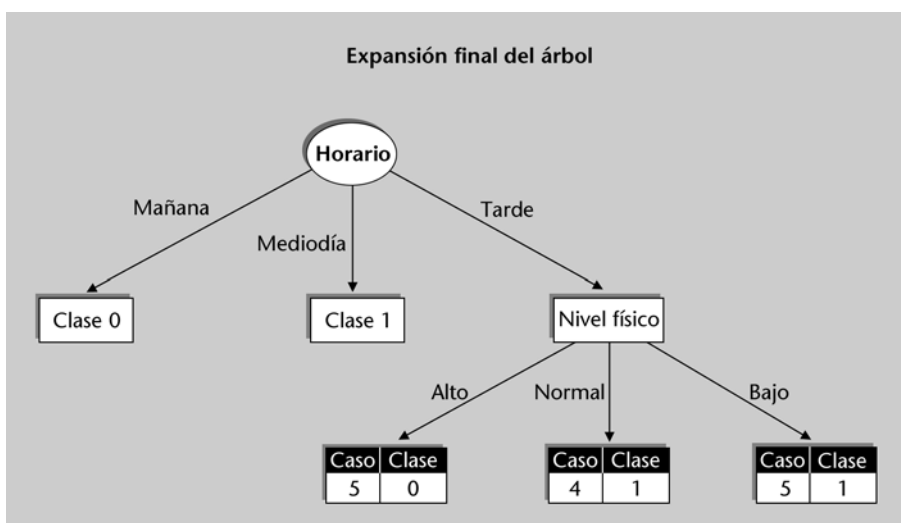 Expansión final del árbol
Horario
Mañana
Mediodía
Tarde
Clase 0
Clase 1
Nivel físico
Alto
Normal
Bajo
Caso Clase
5 0
Caso Clase
4 1
Caso Clase
5 1